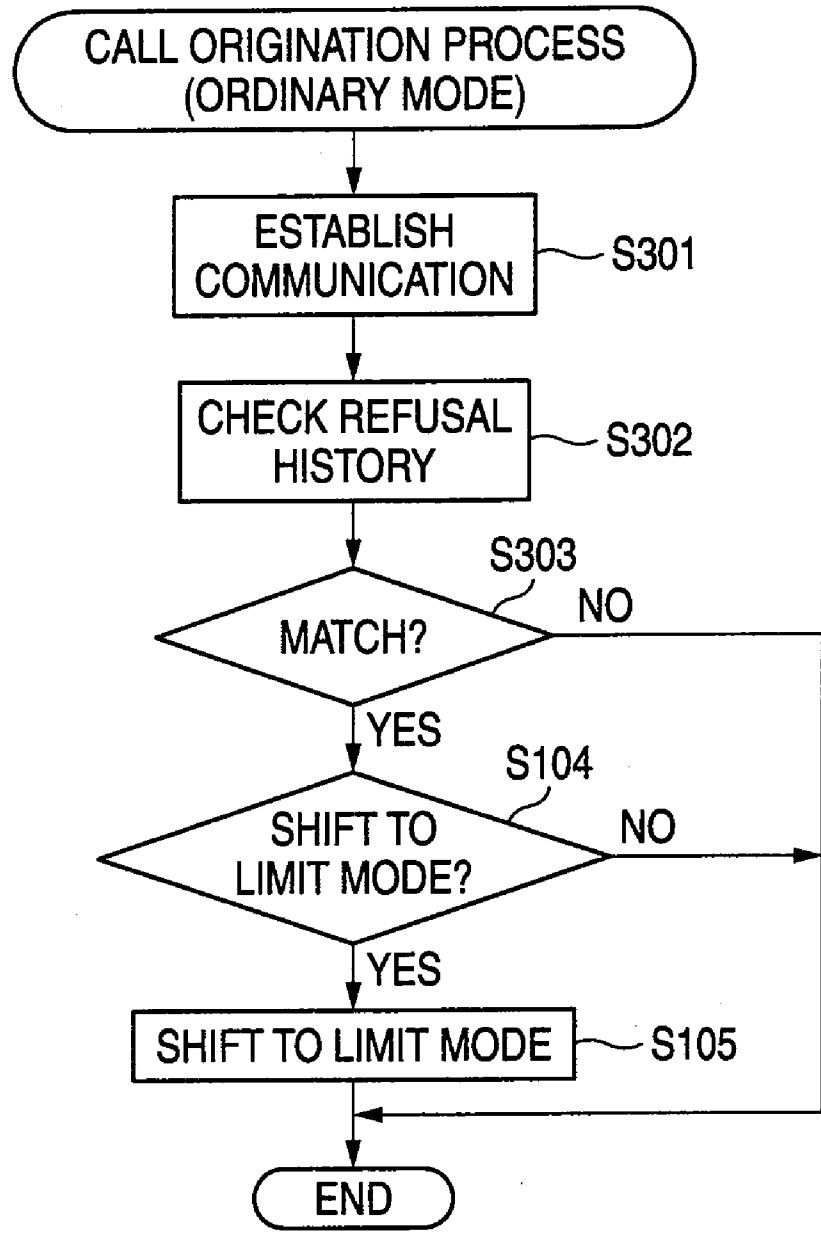 CALL ORIGINATION PROCESS
(ORDINARY MODE)
ESTABLISH
COMMUNICATION
S301
CHECK REFUSAL
HISTORY
S302
S303
MATCH?
NO
YES
S104
SHIFT TO
LIMIT MODE?
NO
YES
SHIFT TO LIMIT MODE
S105
END